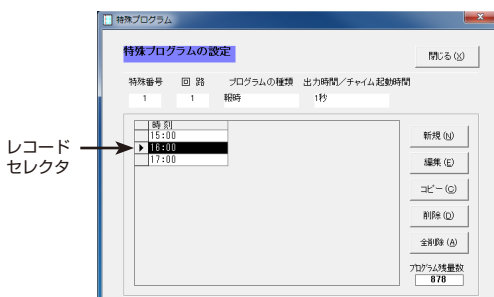 特殊プログラム
特殊プログラムの設定
閉じる(X)
特殊番号 回 路 プログラムの種類 出力時間/チャイム起動時間
1 1 報時 1秒
時 刻
15:00
16:00
17:00
レコード
セレクタ
新規(N)
編集(E)
コピー(C)
削除(D)
全削除(A)
プログラム残量数
878